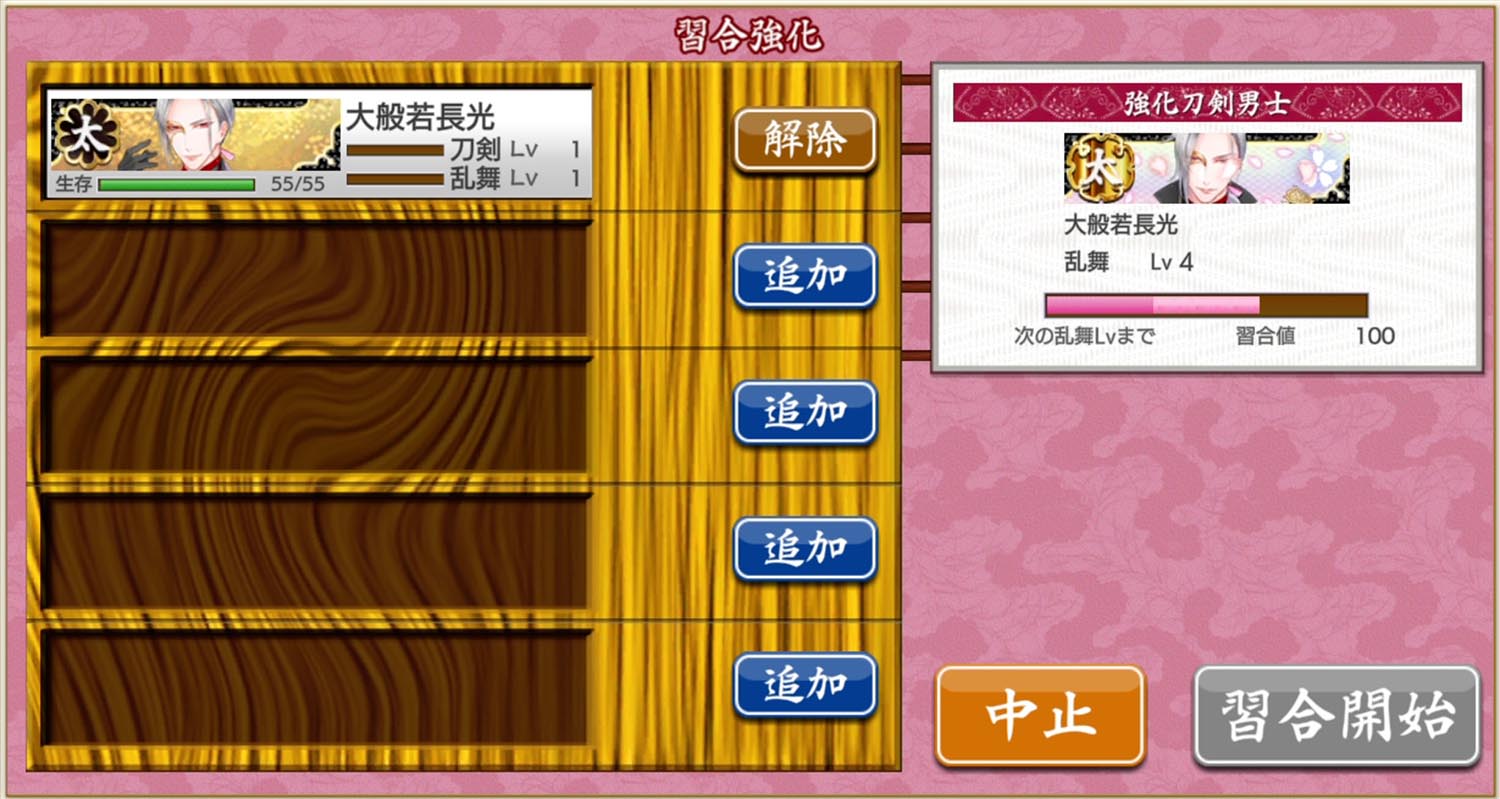 習合強化
太
大般若長光
刀剣 Lv 1
乱舞 Lv 1
生存 55/55
解除
追加
追加
追加
追加
強化刀剣男士
太
大般若長光
乱舞 Lv 4
次の乱舞Lvまで 習合値 100
中止
習合開始